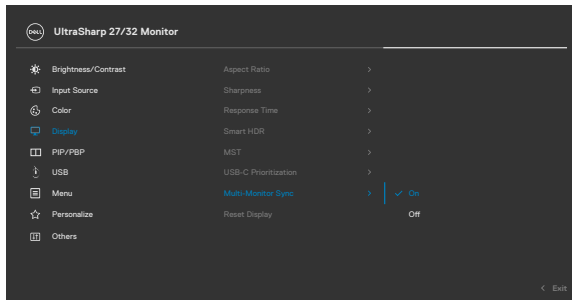 DELL UltraSharp 27/32 Monitor
Brightness/Contrast Aspect Ratio >
Input Source Sharpness >
Color Response Time >
Display Smart HDR >
PIP/PBP MST >
USB USB-C Prioritization >
Menu Multi-Monitor Sync > ✓ On
Personalize Reset Display Off
Others
< Exit